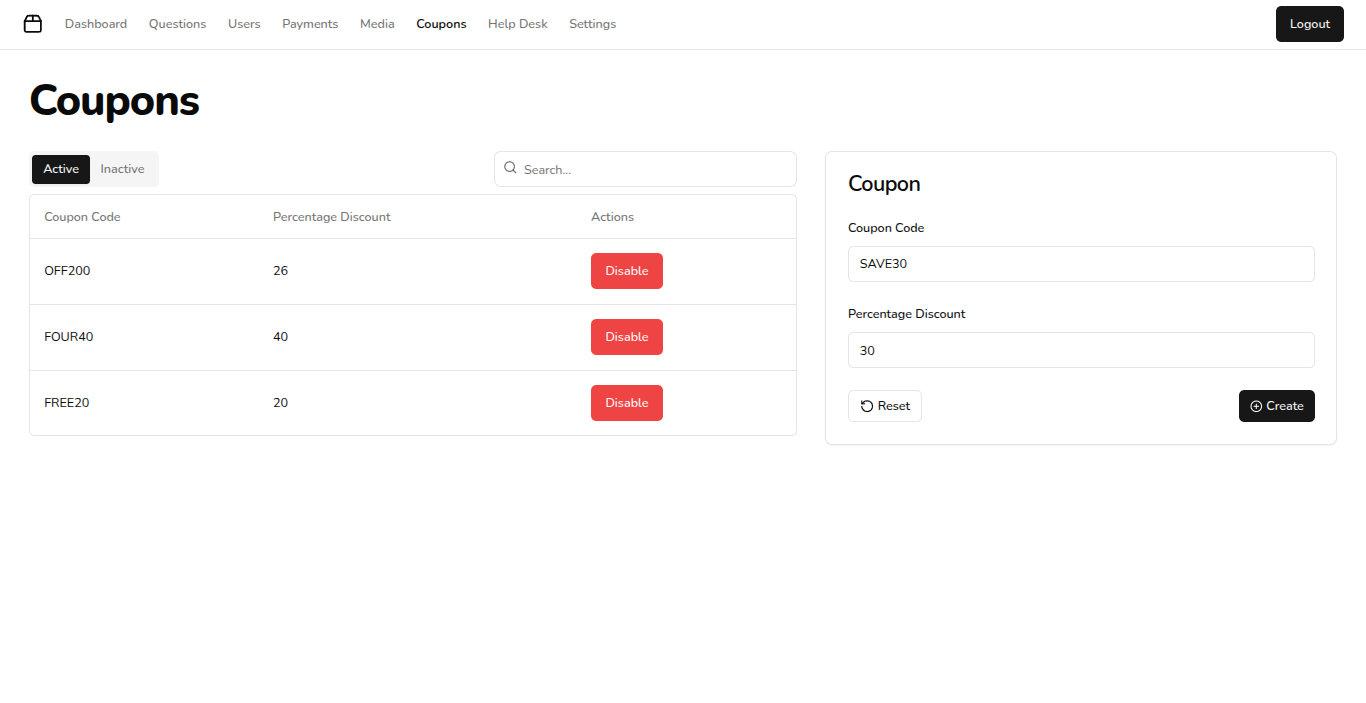 Dashboard Questions Users Payments Media Coupons Help Desk Settings Logout
Coupons
Active Inactive Search...
Coupon Code Percentage Discount Actions
OFF200 26 Disable
FOUR40 40 Disable
FREE20 20 Disable
Coupon
Coupon Code
SAVE30
Percentage Discount
30
Reset Create